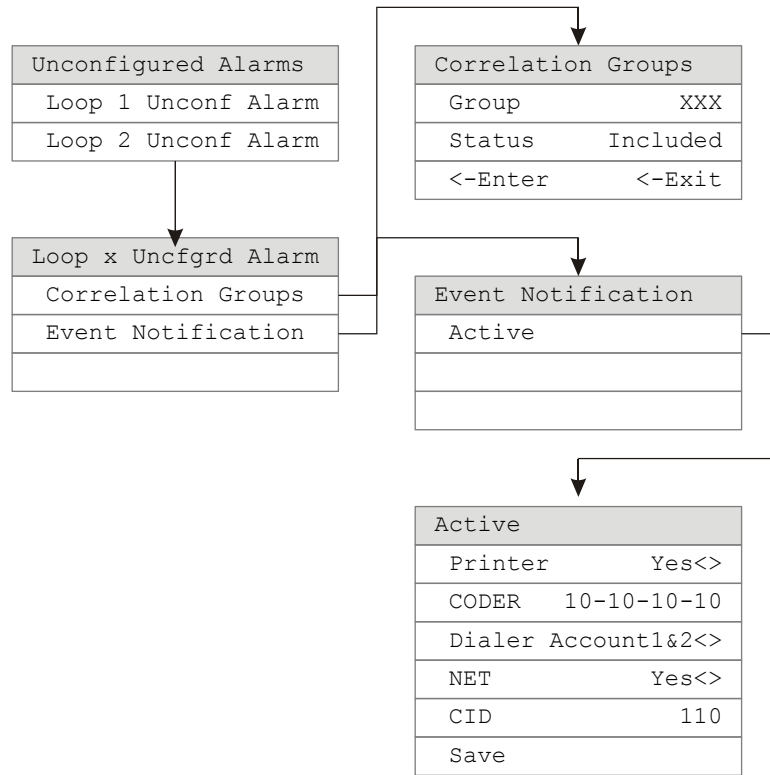 Unconfigured Alarms
Loop 1 Unconf Alarm
Loop 2 Unconf Alarm
Loop x Uncfgrd Alarm
Correlation Groups
Event Notification
Correlation Groups
Group XXX
Status Included
<-Enter <-Exit
Event Notification
Active
Active
Printer Yes<>
CODER 10-10-10-10
Dialer Account1&2<>
NET Yes<>
CID 110
Save